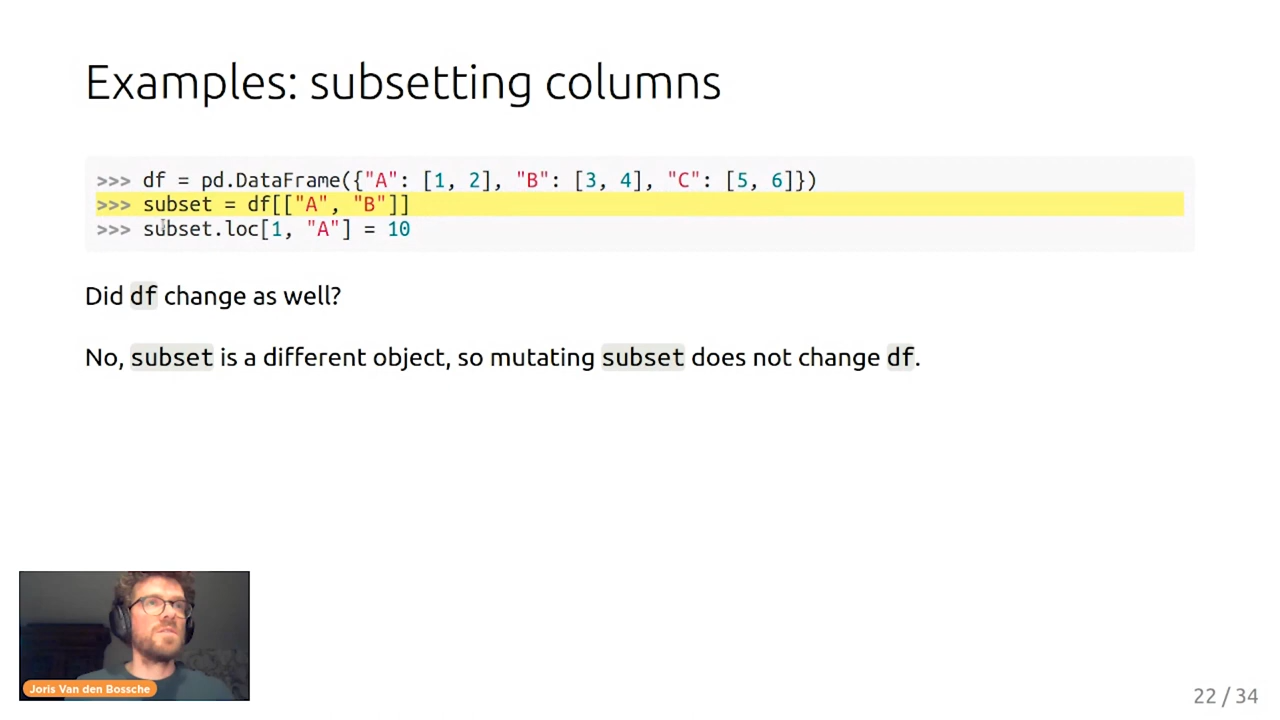 Examples: subsetting columns
>>> df = pd.DataFrame({"A": [1, 2], "B": [3, 4], "C": [5, 6]})
>>> subset = df[["A", "B"]]
>>> subset.loc[1, "A"] = 10
Did df change as well?
No, subset is a different object, so mutating subset does not change df.
Joris Van den Bossche
22 / 34